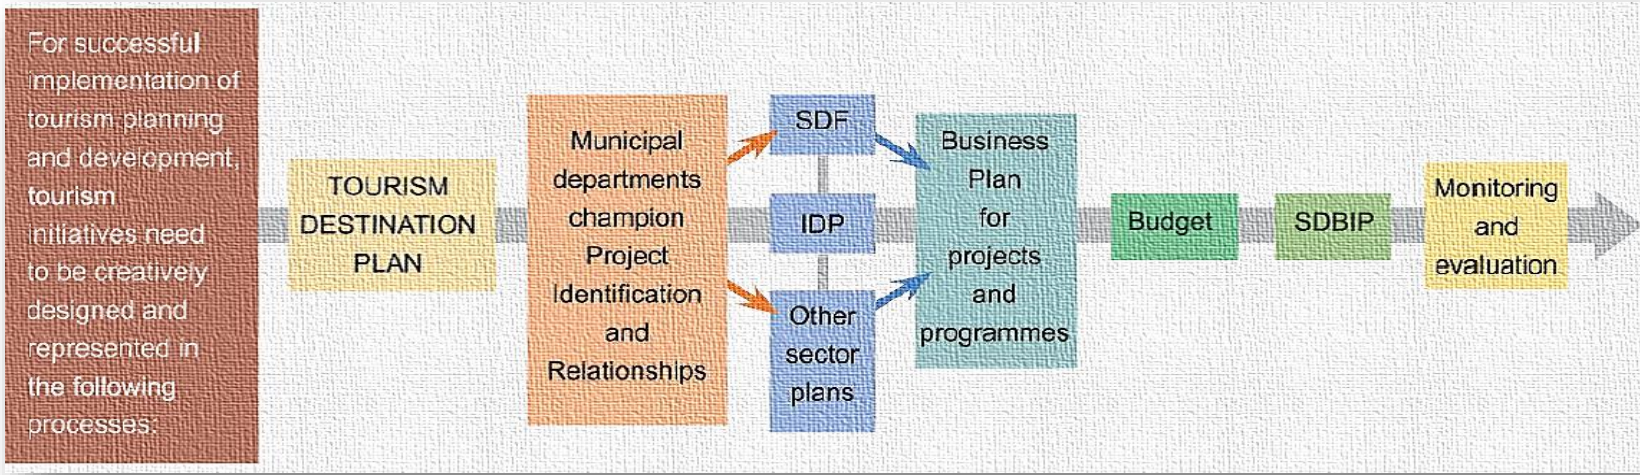 For successful
implementation of
tourism planning
and development,
tourism
initiatives need
to be creatively
designed and
represented in
the following
processes:
TOURISM
DESTINATION
PLAN
Municipal
departments
champion
Project
Identification
and
Relationships
SDF
IDP
Other
sector
plans
Business
Plan
for
projects
and
programmes
Budget
SDBIP
Monitoring
and
evaluation